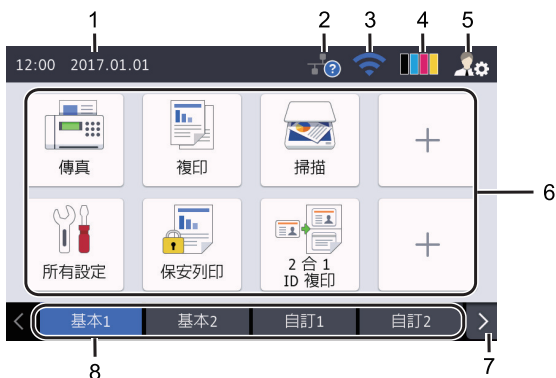 1 2 3 4 5
12:00 2017.01.01
傳真 複印 掃描
6
所有設定 保安列印 2 合 1
ID 複印
基本1 基本2 自訂1 自訂2
8 7